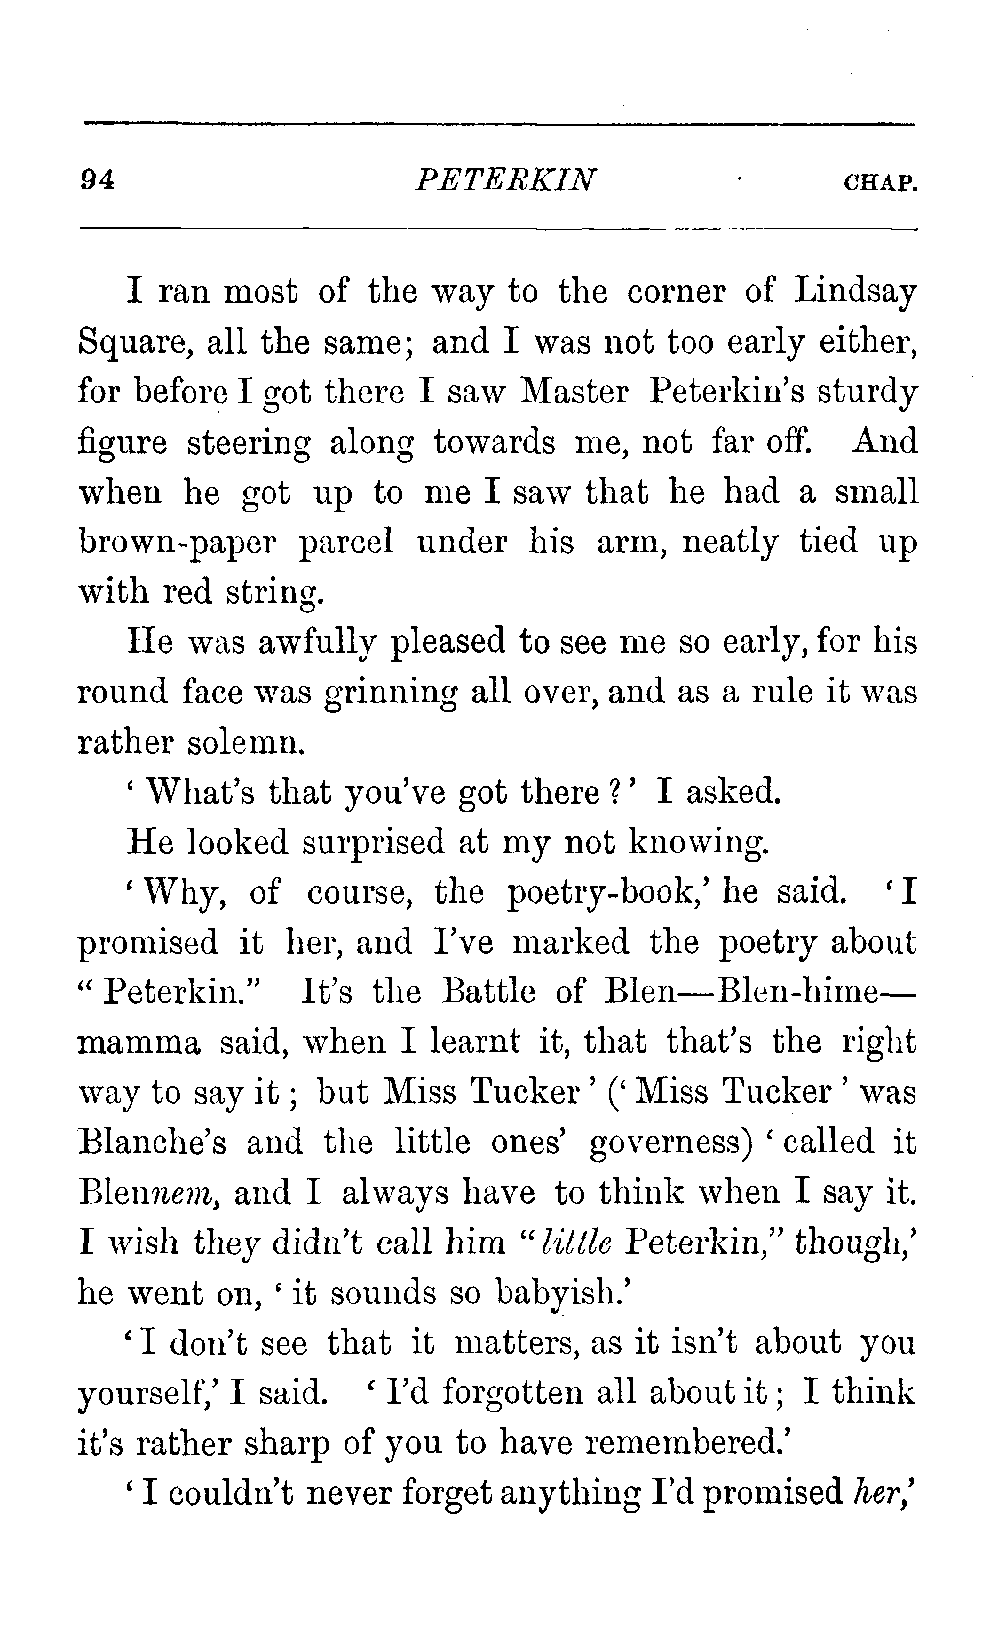 94 PETERKIN CHAP.
I ran most of the way to the corner of Lindsay
Square, all the same; and I was not too early either,
for before I got there I saw Master Peterkin's sturdy
figure steering along towards me, not far off. And
when he got up to me I saw that he had a small
brown-paper parcel under his arm, neatly tied up
with red string.
He was awfully pleased to see me so early, for his
round face was grinning all over, and as a rule it was
rather solemn.
‘What's that you've got there?’ I asked.
He looked surprised at my not knowing.
‘Why, of course, the poetry-book,’ he said. ‘I
promised it her, and I've marked the poetry about
“Peterkin.” It's the Battle of Blen—Blen-hime—
mamma said, when I learnt it, that that's the right
way to say it; but Miss Tucker’ (‘Miss Tucker’ was
Blanche's and the little ones' governess) ‘called it
Blennem, and I always have to think when I say it.
I wish they didn't call him “little Peterkin,” though,’
he went on, ‘it sounds so babyish.’
‘I don't see that it matters, as it isn't about you
yourself,’ I said. ‘I'd forgotten all about it; I think
it's rather sharp of you to have remembered.’
‘I couldn't never forget anything I'd promised her,’